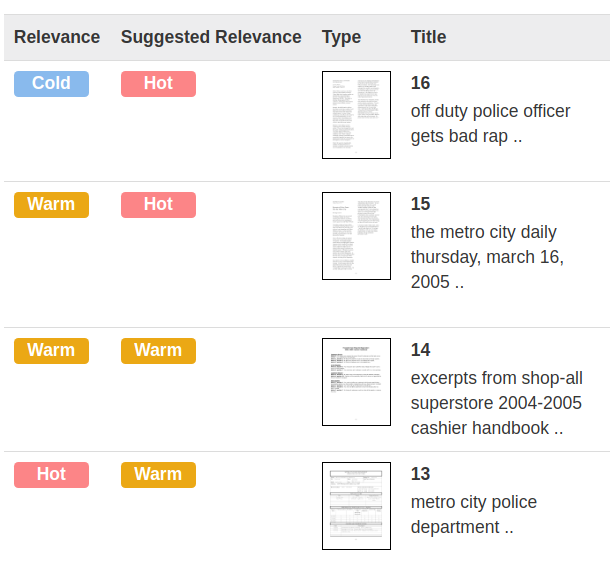 Relevance Suggested Relevance Type Title
Cold Hot 16
off duty police officer
gets bad rap ..
Warm Hot 15
the metro city daily
thursday, march 16,
2005 ..
Warm Warm 14
excerpts from shop-all
superstore 2004-2005
cashier handbook ..
Hot Warm 13
metro city police
department ..